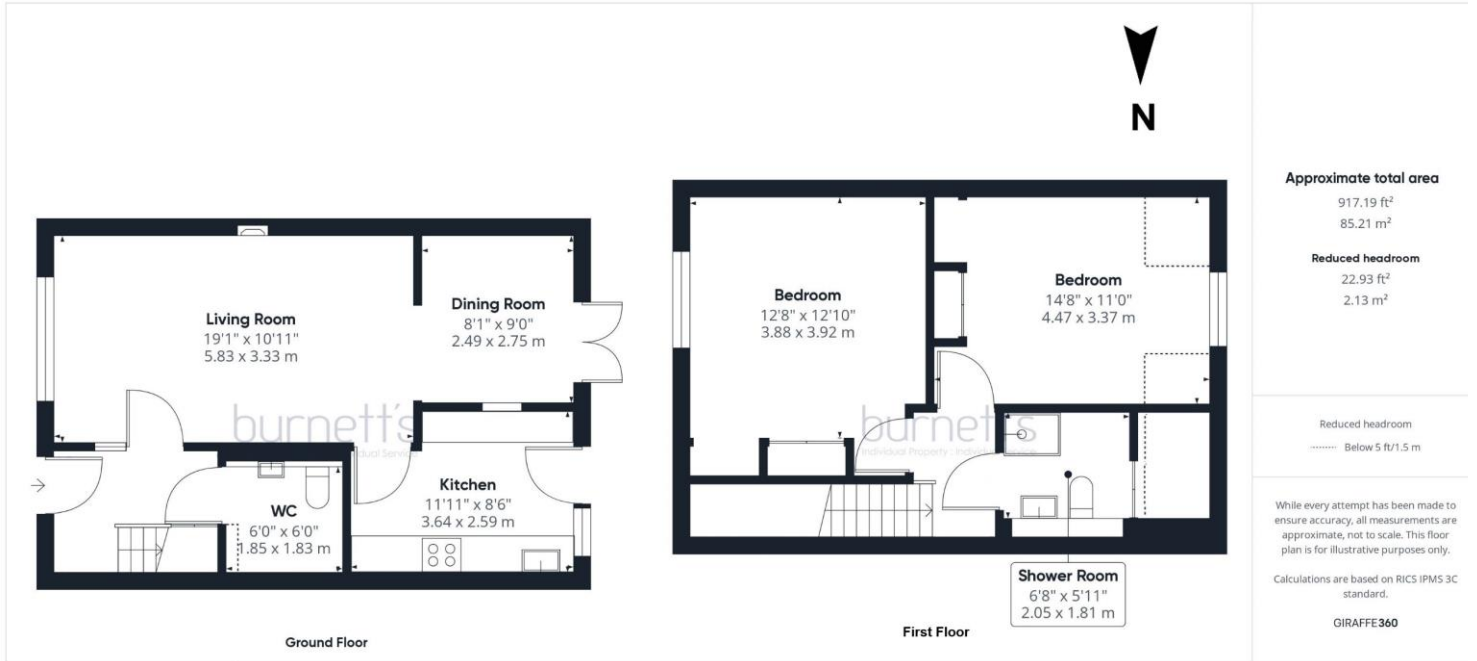 N
Living Room
19'1" x 10'11"
5.83 x 3.33 m
Dining Room
8'1" x 9'0"
2.49 x 2.75 m
burnett's
Kitchen
11'11" x 8'6"
3.64 x 2.59 m
WC
6'0" x 6'0"
1.85 x 1.83 m
Ground Floor
Bedroom
12'8" x 12'10"
3.88 x 3.92 m
Bedroom
14'8" x 11'0"
4.47 x 3.37 m
burnett's
Individual Property : Individual Service
Shower Room
6'8" x 5'11"
2.05 x 1.81 m
First Floor
Approximate total area
917.19 ft²
85.21 m²
Reduced headroom
22.93 ft²
2.13 m²
Reduced headroom
Below 5 ft/1.5 m
While every attempt has been made to
ensure accuracy, all measurements are
approximate, not to scale. This floor
plan is for illustrative purposes only.
Calculations are based on RICS IPMS 3C
standard.
GIRAFFE360